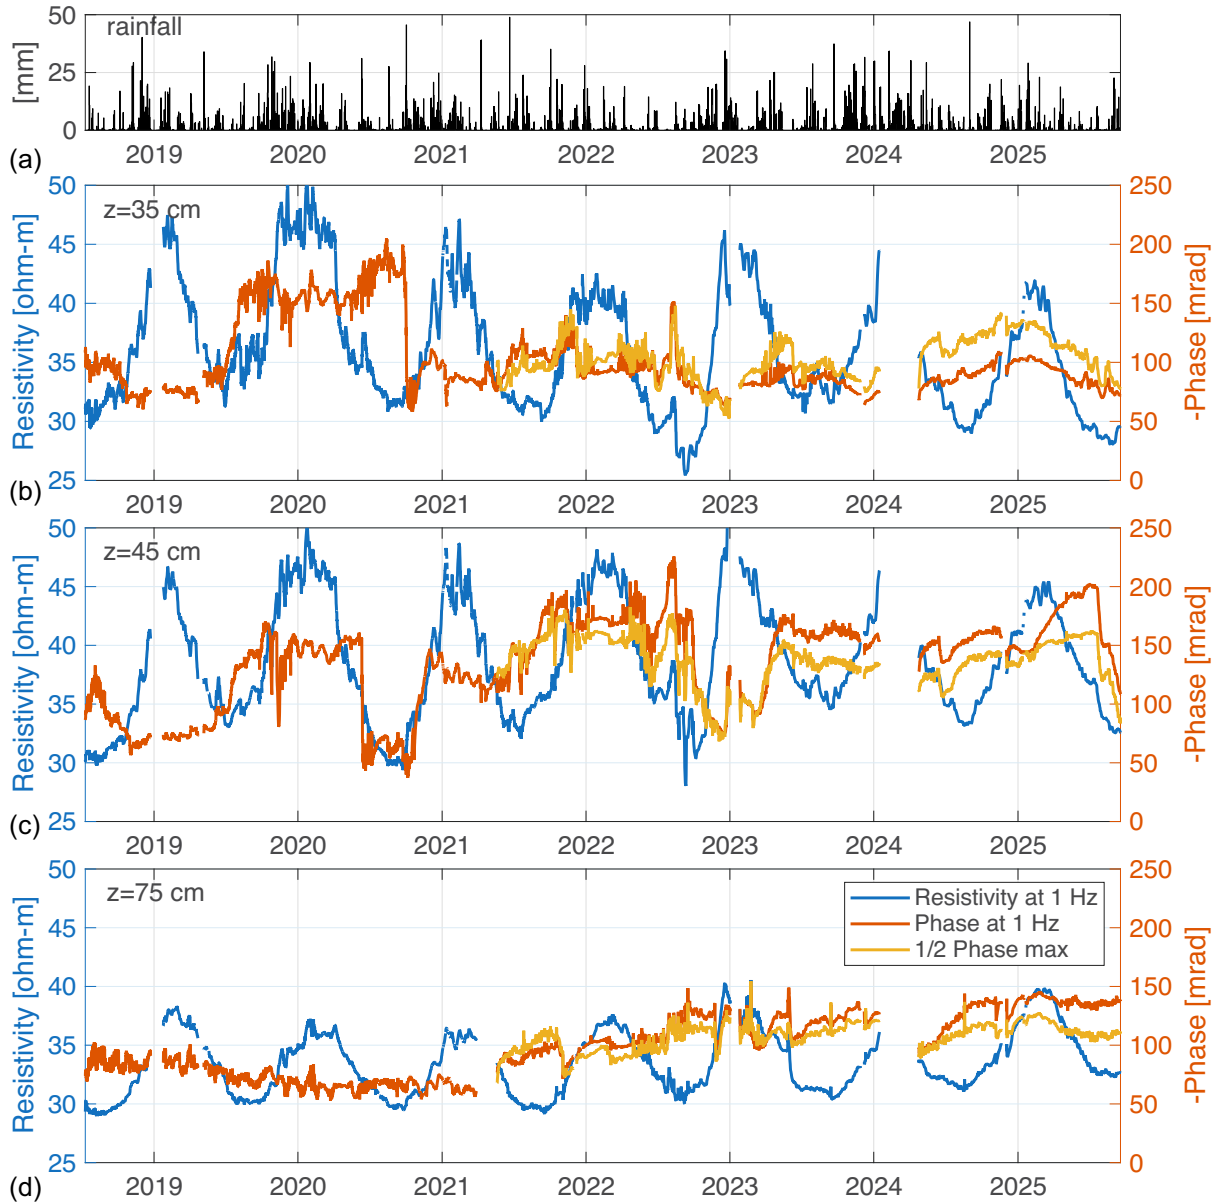 rainfall
[mm]
50
25
0
(a)
2019 2020 2021 2022 2023 2024 2025
z=35 cm
Resistivity [ohm-m]
50
45
40
35
30
25
-Phase [mrad]
250
200
150
100
50
0
(b)
2019 2020 2021 2022 2023 2024 2025
z=45 cm
Resistivity [ohm-m]
50
45
40
35
30
25
-Phase [mrad]
250
200
150
100
50
0
(c)
2019 2020 2021 2022 2023 2024 2025
z=75 cm
Resistivity [ohm-m]
50
45
40
35
30
25
Resistivity at 1 Hz
Phase at 1 Hz
1/2 Phase max
-Phase [mrad]
250
200
150
100
50
0
(d)
2019 2020 2021 2022 2023 2024 2025